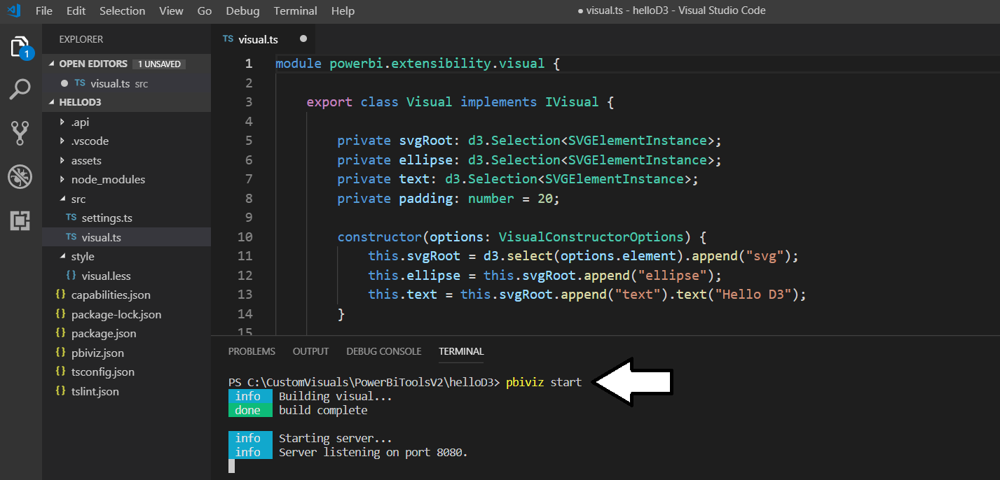 File Edit Selection View Go Debug Terminal Help
● visual.ts - helloD3 - Visual Studio Code
EXPLORER
OPEN EDITORS 1 UNSAVED
TS visual.ts src
HELLOD3
.api
.vscode
assets
node_modules
src
TS settings.ts
TS visual.ts
style
{} visual.less
{} capabilities.json
{} package-lock.json
{} package.json
{} pbiviz.json
{} tsconfig.json
{} tslint.json
1
TS visual.ts ●
1 module powerbi.extensibility.visual {
2
3 export class Visual implements IVisual {
4
5 private svgRoot: d3.Selection<SVGElementInstance>;
6 private ellipse: d3.Selection<SVGElementInstance>;
7 private text: d3.Selection<SVGElementInstance>;
8 private padding: number = 20;
9
10 constructor(options: VisualConstructorOptions) {
11 this.svgRoot = d3.select(options.element).append("svg");
12 this.ellipse = this.svgRoot.append("ellipse");
13 this.text = this.svgRoot.append("text").text("Hello D3");
14 }
15
PROBLEMS OUTPUT DEBUG CONSOLE TERMINAL
PS C:\CustomVisuals\PowerBiToolsV2\helloD3> pbiviz start
info Building visual...
done build complete
info Starting server...
info Server listening on port 8080.